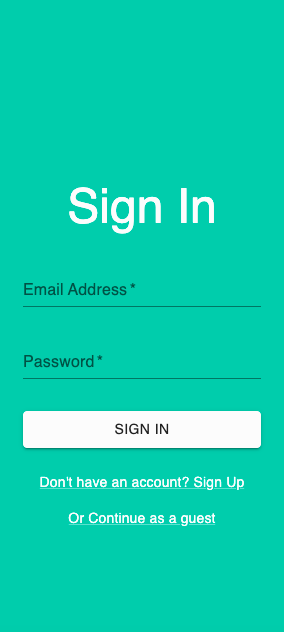 Sign In
Email Address *
Password *
SIGN IN
Don't have an account? Sign Up
Or Continue as a guest